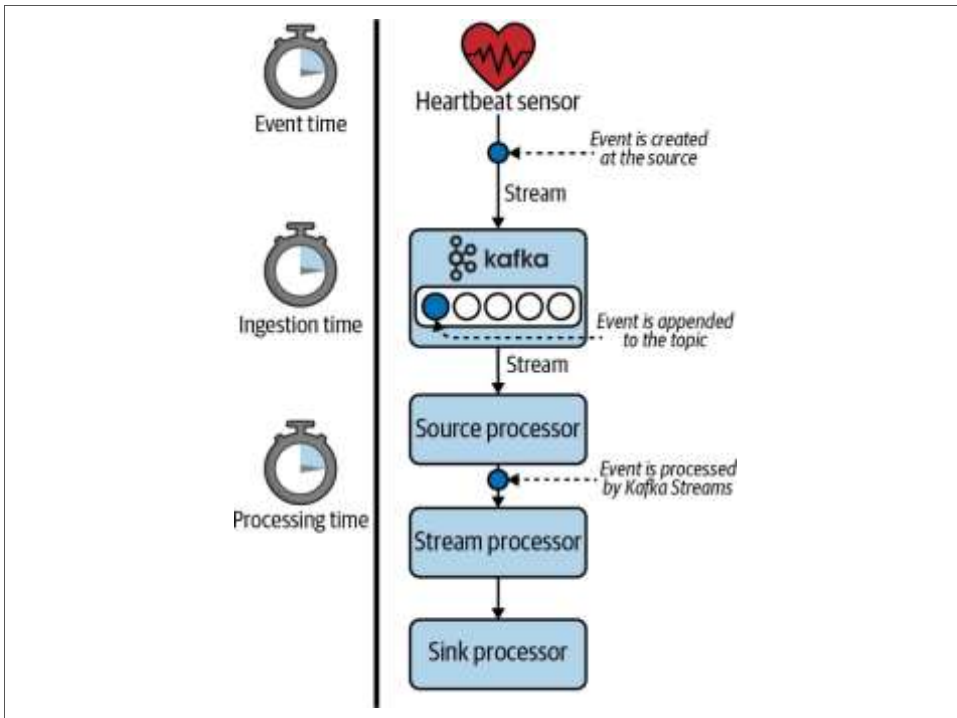 Heartbeat sensor
Event time
Event is created
at the source
Stream
kafka
Ingestion time
Event is appended
to the topic
Stream
Source processor
Event is processed
by Kafka Streams
Processing time
Stream processor
Sink processor